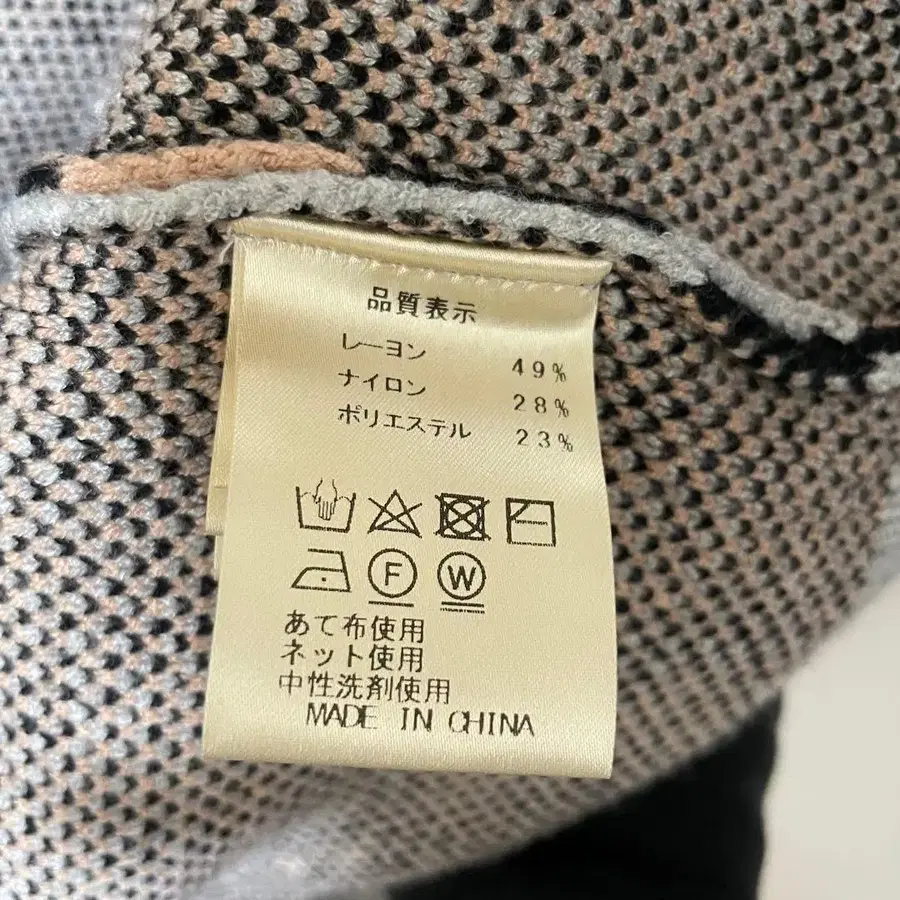 品質表示
レーヨン 49%
ナイロン 28%
ポリエステル 23%
F W
あて布使用
ネット使用
中性洗剤使用
MADE IN CHINA